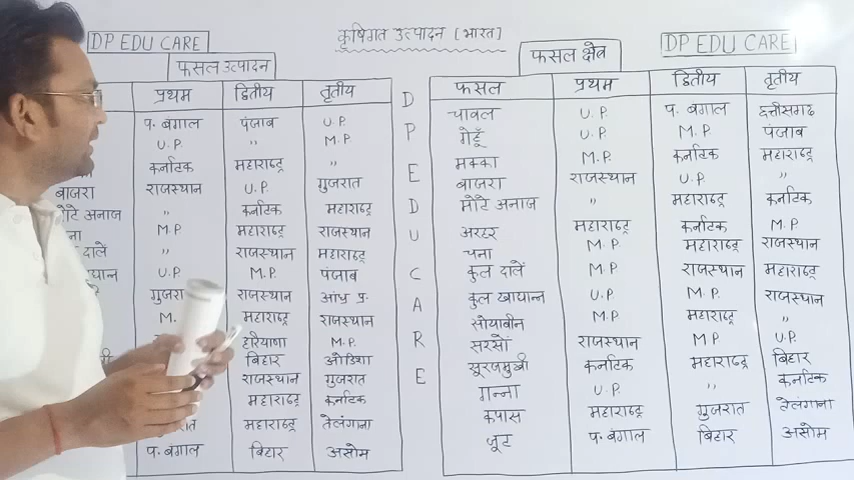 DP EDU CARE
कृषिगत उत्पादन [भारत]
DP EDU CARE
फसल उत्पादन
प्रथम द्वितीय तृतीय
प. बंगाल पंजाब U.P.
U.P. " M.P.
कर्नाटक महाराष्ट्र "
बाजरा राजस्थान U.P. गुजरात
मोटे अनाज " कर्नाटक महाराष्ट्र
M.P महाराष्ट्र राजस्थान
दालें " राजस्थान महाराष्ट्र
U.P. M.P. पंजाब
राजस्थान आंध्र प्र.
M. महाराष्ट्र राजस्थान
हरियाणा M.P.
बिहार ओडिशा
राजस्थान गुजरात
महाराष्ट्र कर्नाटक
महाराष्ट्र तेलंगाना
प. बंगाल बिहार असोम
D
P
E
D
U
C
A
R
E
फसल क्षेत्र
फसल प्रथम द्वितीय तृतीय
चावल U.P. प. बंगाल छत्तीसगढ़
गेहूँ U.P. M.P. पंजाब
मक्का M.P. कर्नाटक महाराष्ट्र
बाजरा राजस्थान U.P. "
मोटे अनाज " महाराष्ट्र कर्नाटक
अरहर महाराष्ट्र कर्नाटक M.P
चना M.P. महाराष्ट्र राजस्थान
कुल दालें M.P. राजस्थान महाराष्ट्र
कुल खाद्यान्न U.P. M.P. राजस्थान
सोयाबीन M.P. महाराष्ट्र "
सरसों राजस्थान M.P U.P.
सूरजमुखी कर्नाटक महाराष्ट्र बिहार
गन्ना U.P. " कर्नाटक
कपास महाराष्ट्र गुजरात तेलंगाना
जूट प. बंगाल बिहार असोम